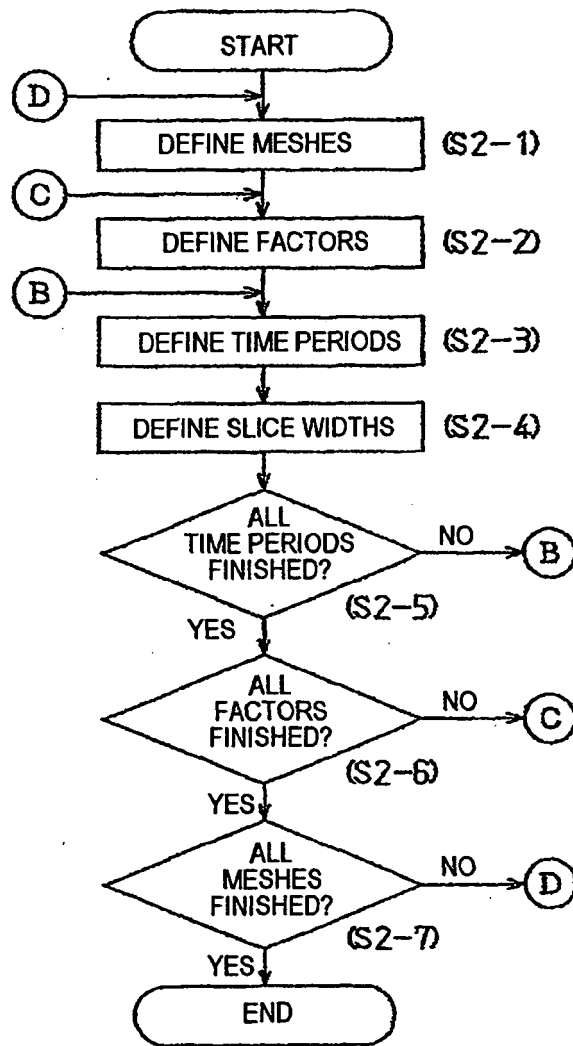 START
D
DEFINE MESHES (S2-1)
C
DEFINE FACTORS (S2-2)
B
DEFINE TIME PERIODS (S2-3)
DEFINE SLICE WIDTHS (S2-4)
ALL
TIME PERIODS
FINISHED?
NO
B
(S2-5)
YES
ALL
FACTORS
FINISHED?
NO
C
(S2-6)
YES
ALL
MESHES
FINISHED?
NO
D
(S2-7)
YES
END